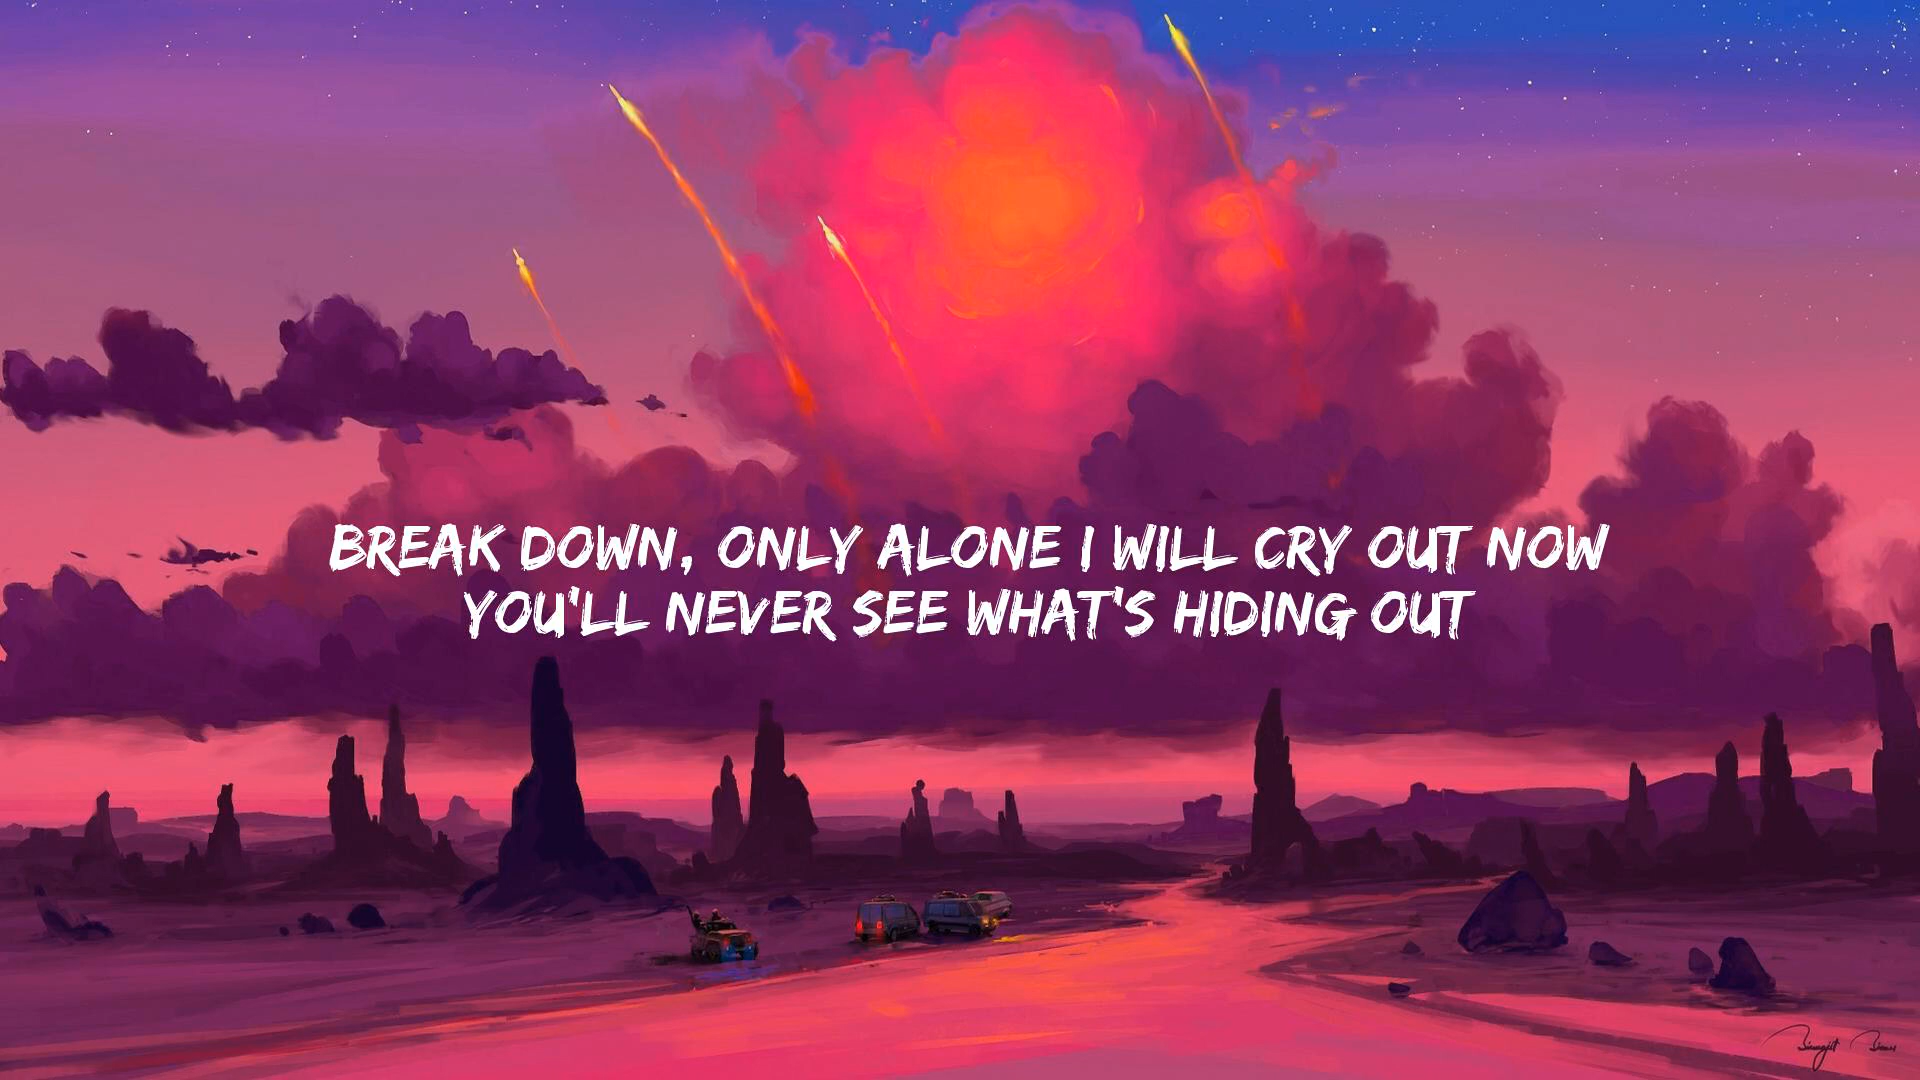 BREAK DOWN, ONLY ALONE I WILL CRY OUT NOW
YOU'LL NEVER SEE WHAT'S HIDING OUT